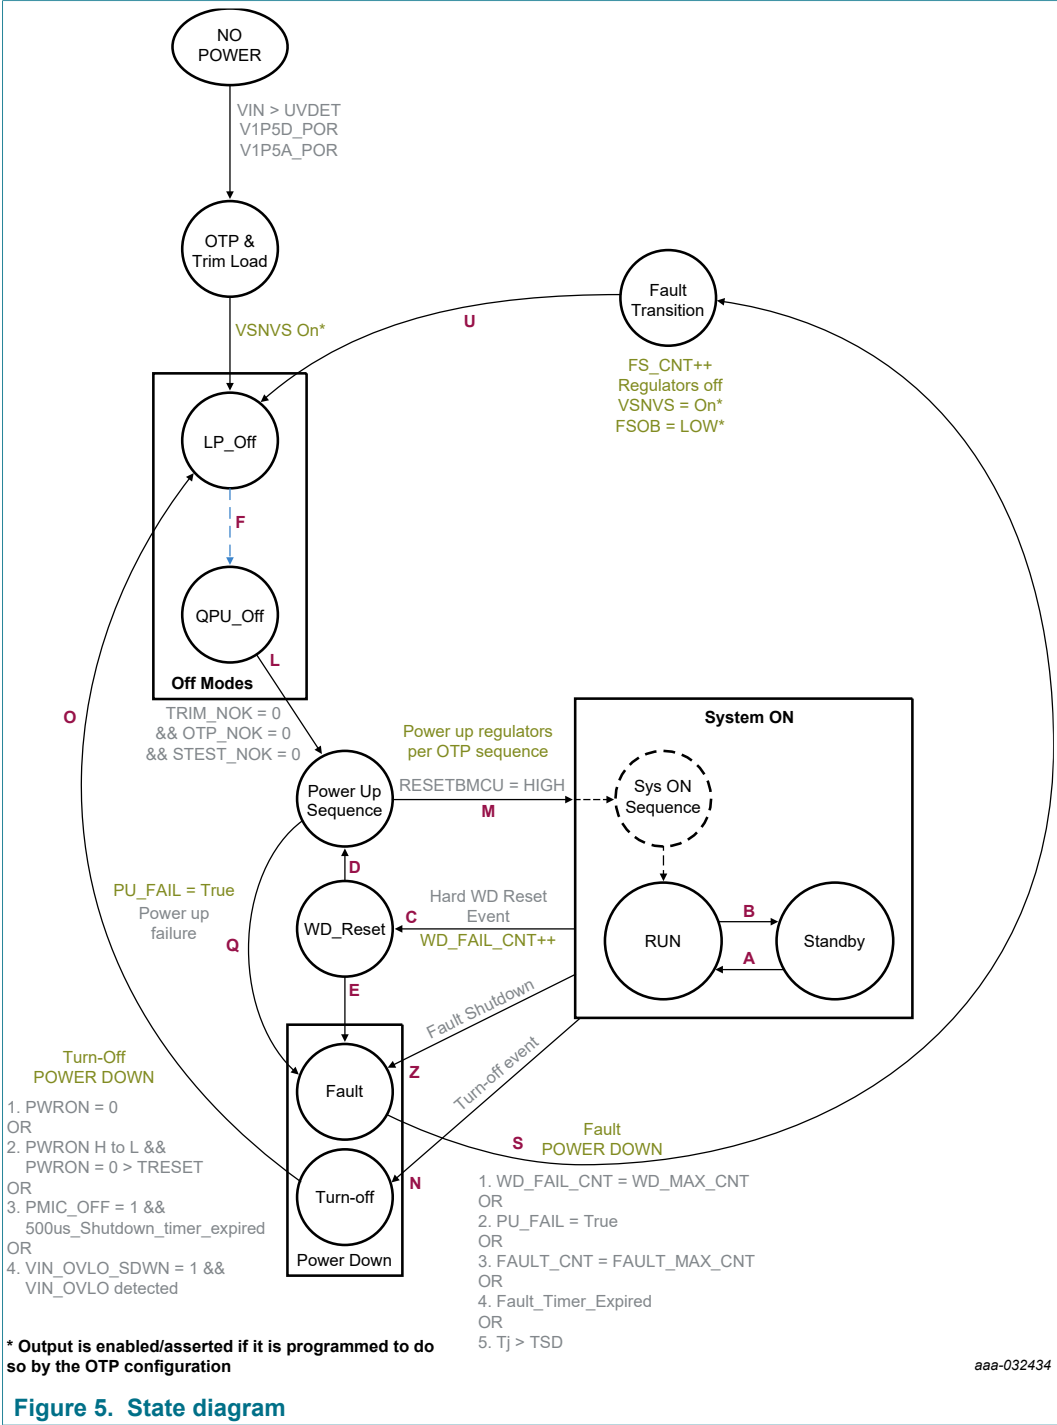 NO
POWER
VIN > UVDET
V1P5D_POR
V1P5A_POR
OTP &
Trim Load
VSNVS On*
Fault
Transition
U
FS_CNT++
Regulators off
VSNVS = On*
FSOB = LOW*
LP_Off
F
QPU_Off
L
Off Modes
O
TRIM_NOK = 0
&& OTP_NOK = 0
&& STEST_NOK = 0
Power up regulators
per OTP sequence
RESETBMCU = HIGH
M
System ON
Sys ON
Sequence
Power Up
Sequence
D
PU_FAIL = True
Power up
failure
Q
WD_Reset
C
Hard WD Reset
Event
WD_FAIL_CNT++
RUN
B
A
Standby
E
Fault Shutdown
Z
Turn-off event
N
Fault
Turn-off
Power Down
Turn-Off
POWER DOWN
1. PWRON = 0
OR
2. PWRON H to L &&
PWRON = 0 > TRESET
OR
3. PMIC_OFF = 1 &&
500us_Shutdown_timer_expired
OR
4. VIN_OVLO_SDWN = 1 &&
VIN_OVLO detected
S
Fault
POWER DOWN
1. WD_FAIL_CNT = WD_MAX_CNT
OR
2. PU_FAIL = True
OR
3. FAULT_CNT = FAULT_MAX_CNT
OR
4. Fault_Timer_Expired
OR
5. Tj > TSD
* Output is enabled/asserted if it is programmed to do
so by the OTP configuration
aaa-032434
Figure 5. State diagram